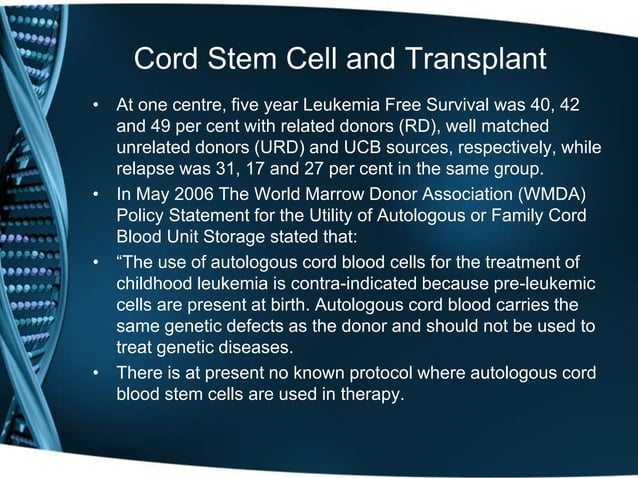 Cord Stem Cell and Transplant
• At one centre, five year Leukemia Free Survival was 40, 42
and 49 per cent with related donors (RD), well matched
unrelated donors (URD) and UCB sources, respectively, while
relapse was 31, 17 and 27 per cent in the same group.
• In May 2006 The World Marrow Donor Association (WMDA)
Policy Statement for the Utility of Autologous or Family Cord
Blood Unit Storage stated that:
• “The use of autologous cord blood cells for the treatment of
childhood leukemia is contra-indicated because pre-leukemic
cells are present at birth. Autologous cord blood carries the
same genetic defects as the donor and should not be used to
treat genetic diseases.
• There is at present no known protocol where autologous cord
blood stem cells are used in therapy.